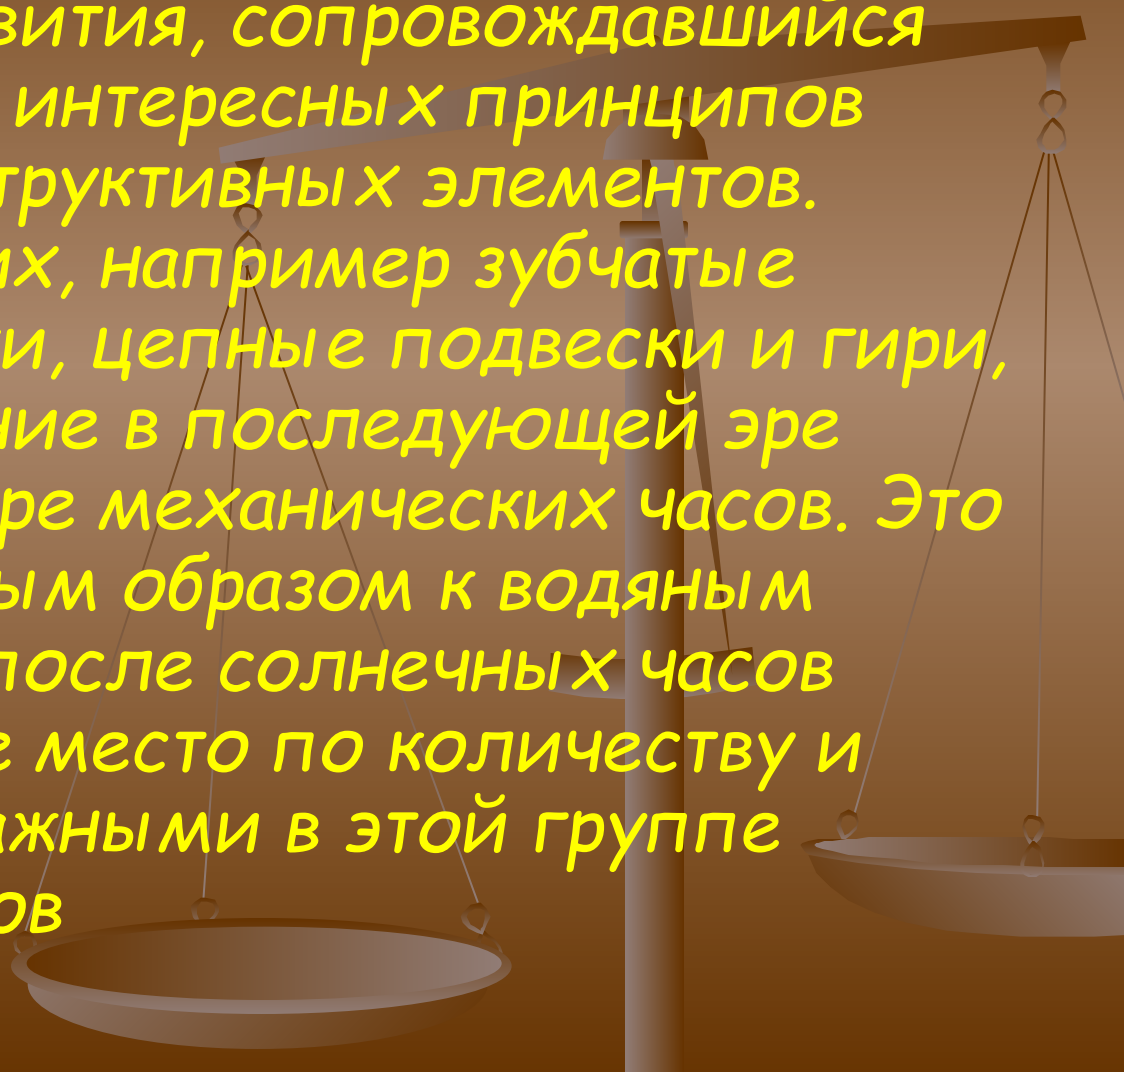 вития, сопровождавшийся
интересных принципов
труктивных элементов.
их, например зубчатые
и, цепные подвески и гири,
ние в последующей эре
ре механических часов. Это
ым образом к водяным
после солнечных часов
е место по количеству и
ажными в этой группе
ов